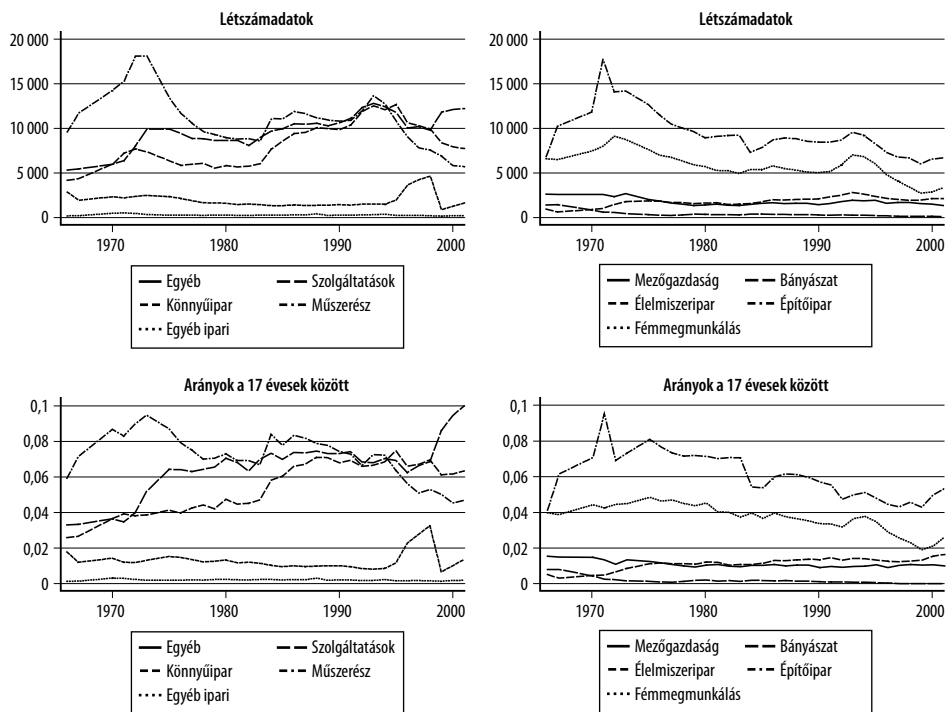 Létszámadatok
20 000
15 000
10 000
5 000
0
1970 1980 1990 2000
Egyéb Szolgáltatások
Könnyűipar Műszerész
Egyéb ipari
Létszámadatok
20 000
15 000
10 000
5 000
0
1970 1980 1990 2000
Mezőgazdaság Bányászat
Élelmiszeripar Építőipar
Fémmegmunkálás
Arányok a 17 évesek között
0,1
0,08
0,06
0,04
0,02
0
1970 1980 1990 2000
Egyéb Szolgáltatások
Könnyűipar Műszerész
Egyéb ipari
Arányok a 17 évesek között
0,1
0,08
0,06
0,04
0,02
0
1970 1980 1990 2000
Mezőgazdaság Bányászat
Élelmiszeripar Építőipar
Fémmegmunkálás